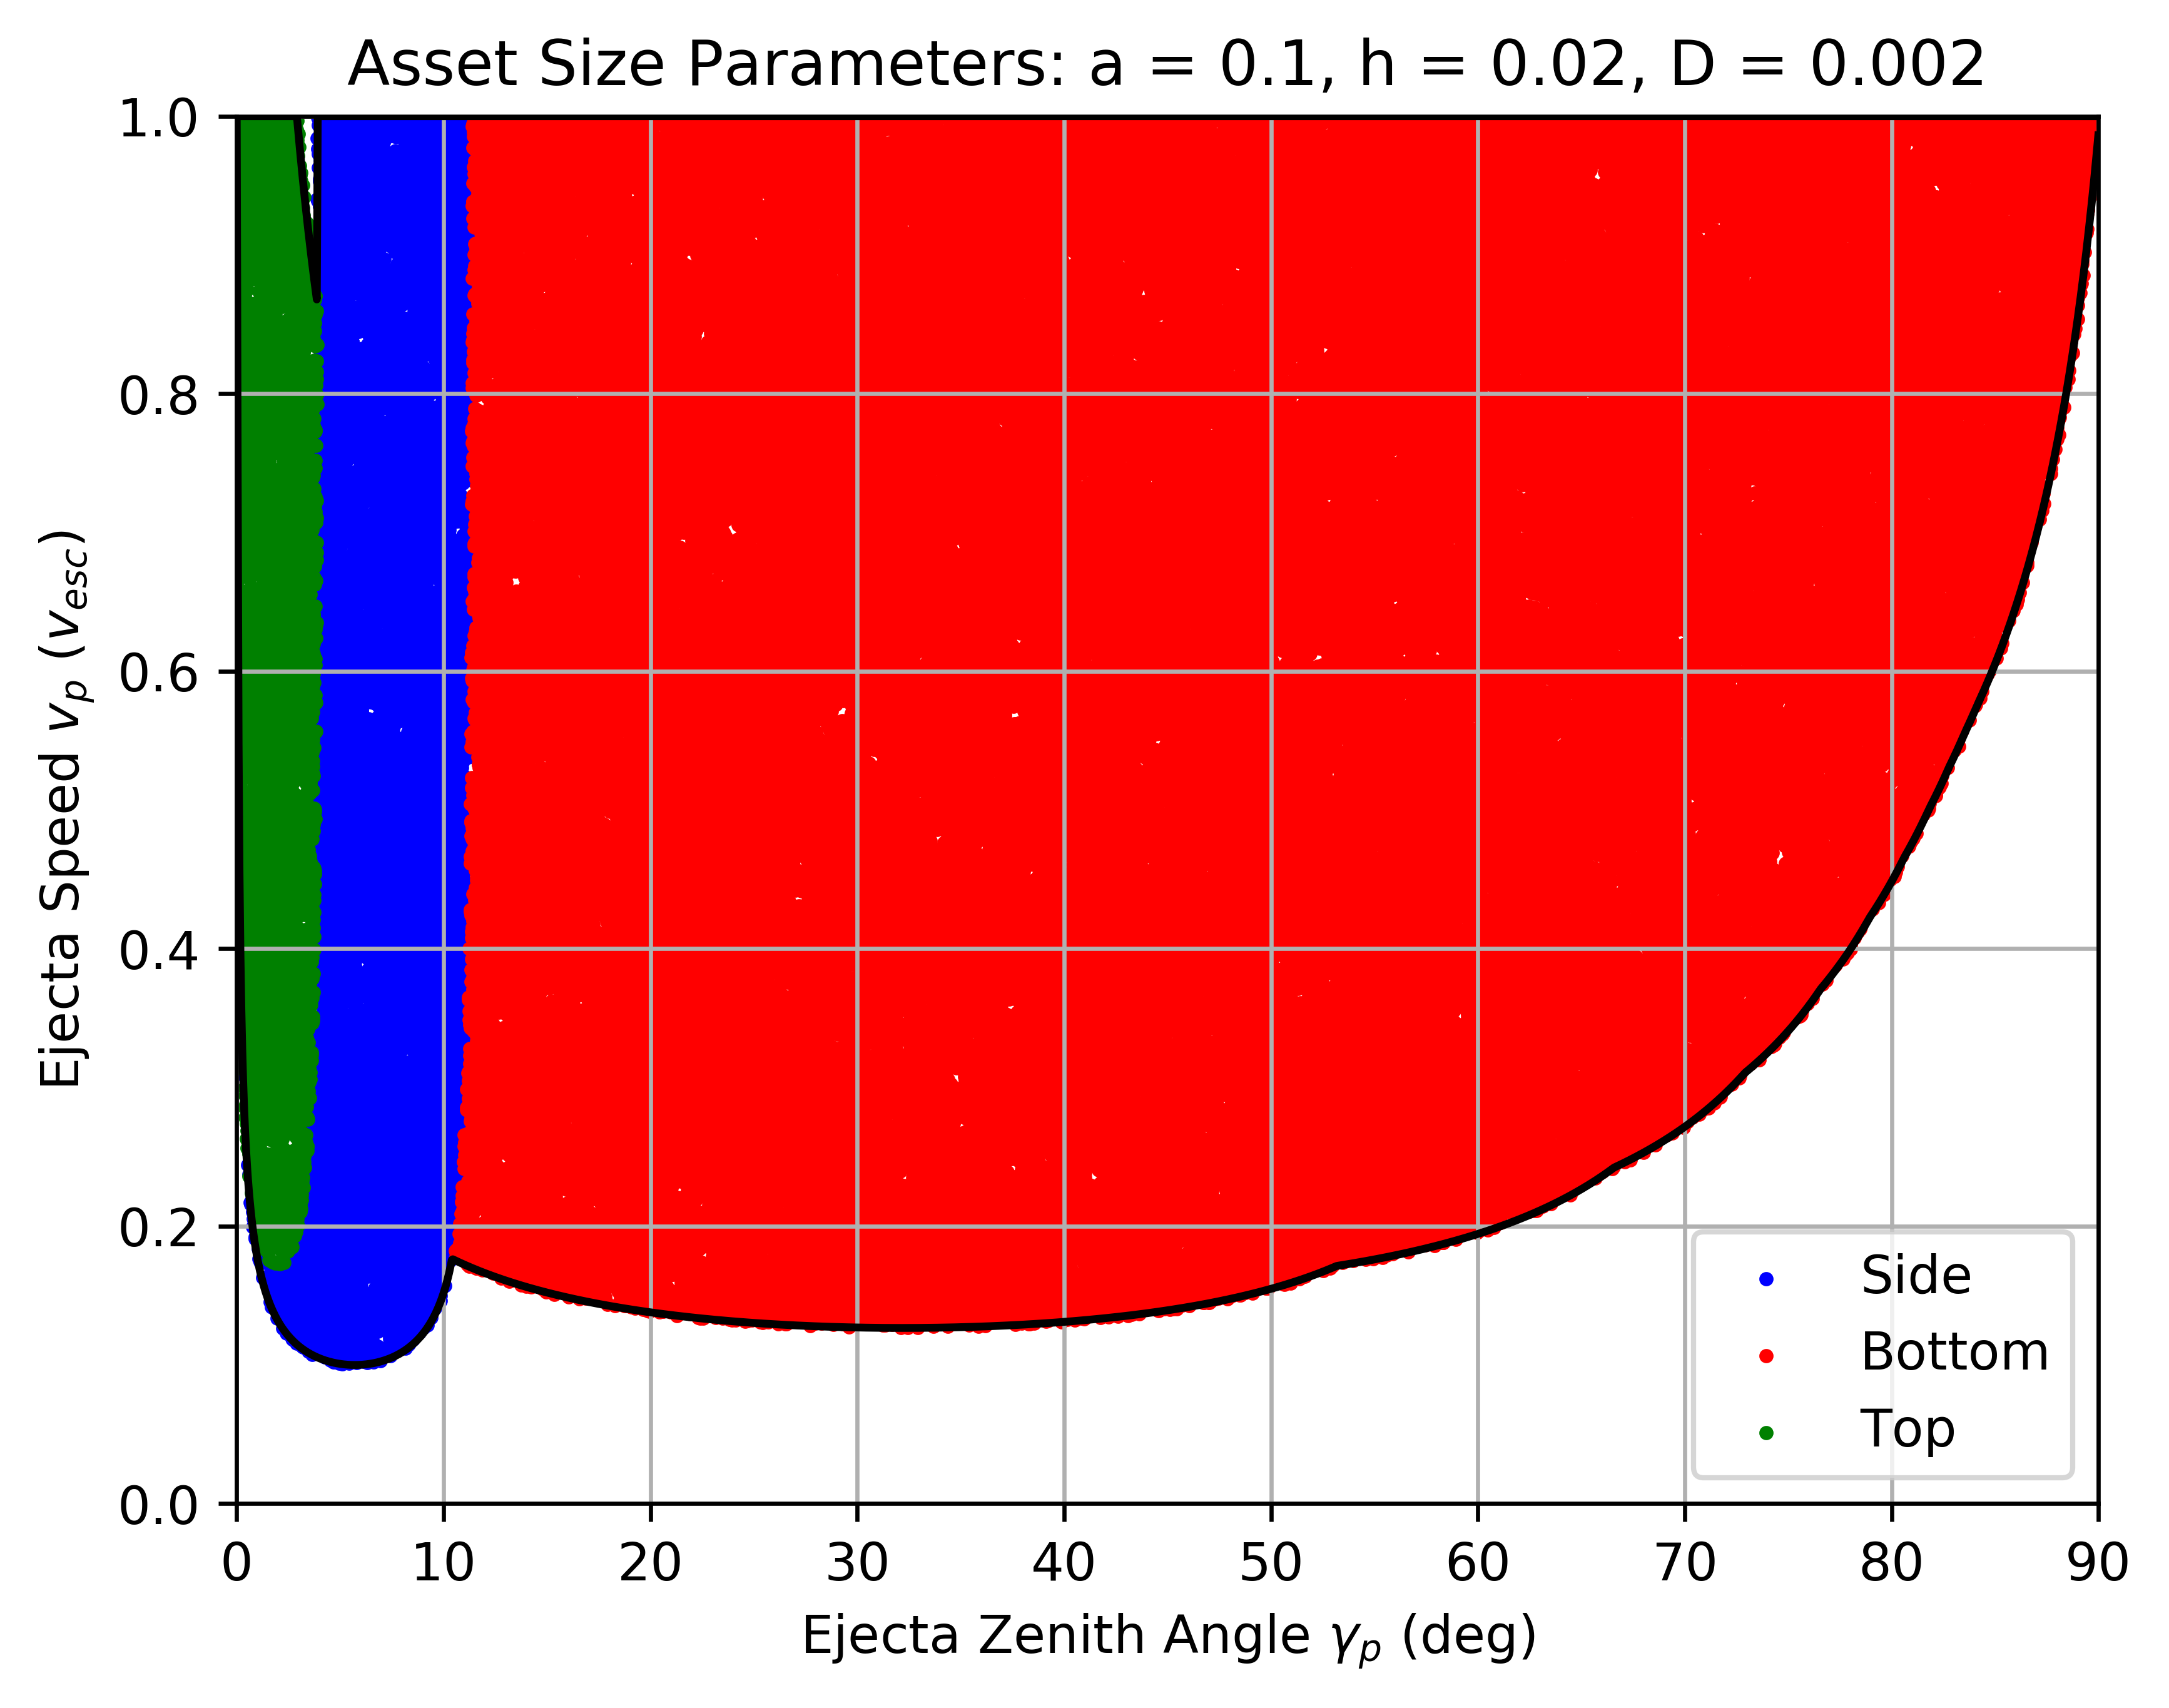 Asset Size Parameters: a = 0.1, h = 0.02, D = 0.002
1.0
0.8
0.6
0.4
0.2
0.0
Ejecta Speed v_p (v_esc)
Side
Bottom
Top
0 10 20 30 40 50 60 70 80 90
Ejecta Zenith Angle γ_p (deg)